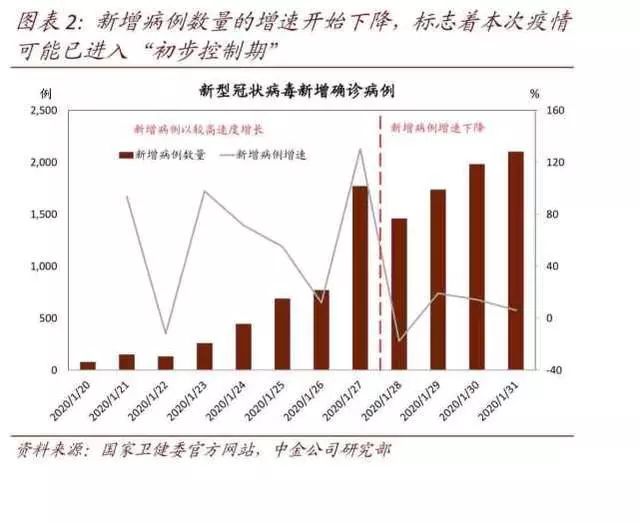 图表2：新增病例数量的增速开始下降，标志着本次疫情
可能已进入“初步控制期”
新型冠状病毒新增确诊病例
例
%
新增病例以较高速度增长
新增病例增速下降
新增病例数量
新增病例增速
2,500
2,000
1,500
1,000
500
0
160
120
80
40
0
-40
2020/1/20
2020/1/21
2020/1/22
2020/1/23
2020/1/24
2020/1/25
2020/1/26
2020/1/27
2020/1/28
2020/1/29
2020/1/30
2020/1/31
资料来源：国家卫健委官方网站，中金公司研究部